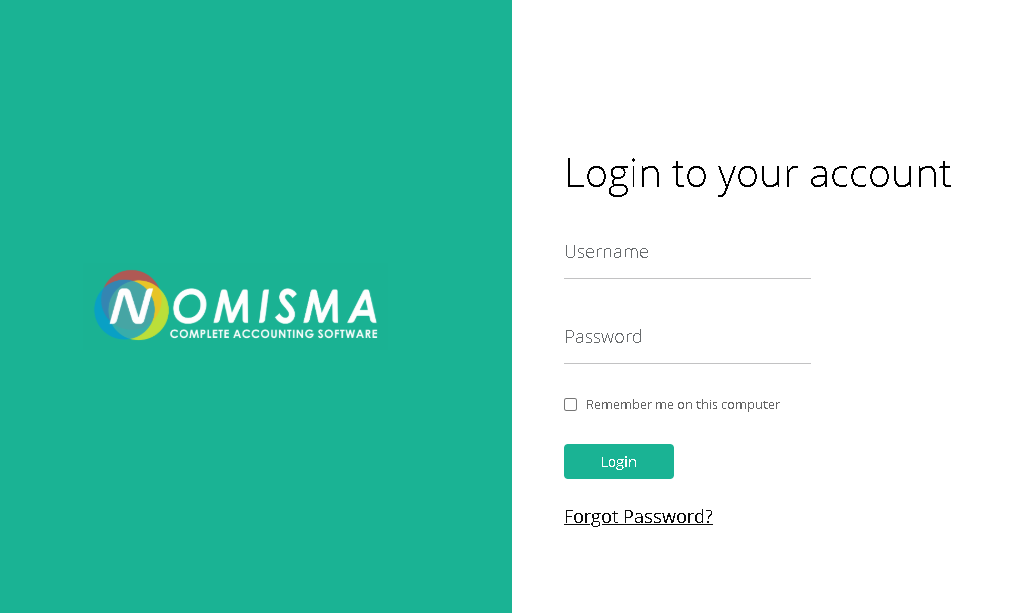 NOMISMA
COMPLETE ACCOUNTING SOFTWARE
Login to your account
Username
Password
Remember me on this computer
Login
Forgot Password?